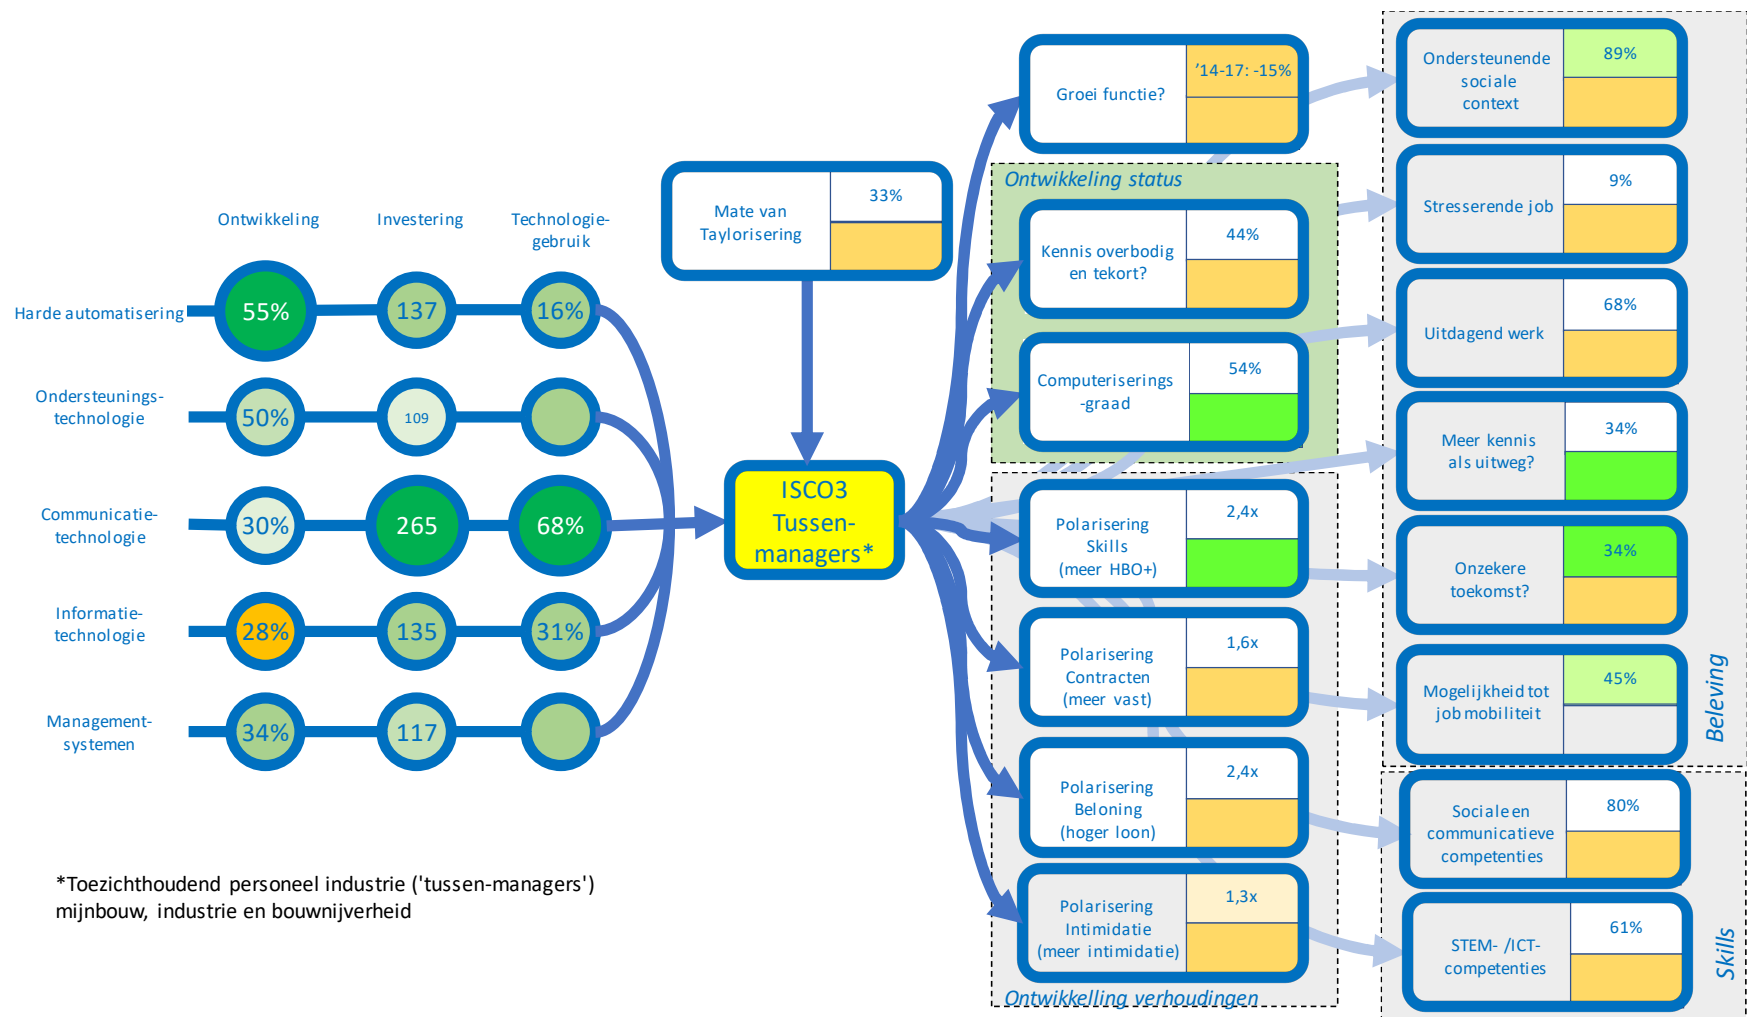 Ontwikkeling
Investering
Technologie-
gebruik
Harde automatisering
55%
137
16%
Ondersteunings-
technologie
50%
109
Communicatie-
technologie
30%
265
68%
Informatie-
technologie
28%
135
31%
Management-
systemen
34%
117
*Toezichthoudend personeel industrie ('tussen-managers')
mijnbouw, industrie en bouwnijverheid
Mate van
Taylorisering
33%
ISCO3
Tussen-
managers*
Groei functie?
’14-17: -15%
Ontwikkeling status
Kennis overbodig
en tekort?
44%
Computeriserings
-graad
54%
Polarisering
Skills
(meer HBO+)
2,4x
Polarisering
Contracten
(meer vast)
1,6x
Polarisering
Beloning
(hoger loon)
2,4x
Polarisering
Intimidatie
(meer intimidatie)
1,3x
Ontwikkelling verhoudingen
Ondersteunende
sociale
context
89%
Stresserende job
9%
Uitdagend werk
68%
Meer kennis
als uitweg?
34%
Onzekere
toekomst?
34%
Mogelijkheid tot
job mobiliteit
45%
Beleving
Sociale en
communicatieve
competenties
80%
STEM- /ICT-
competenties
61%
Skills